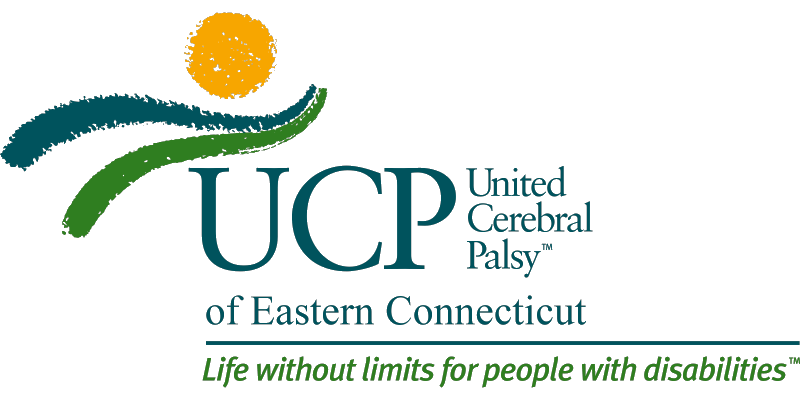 UCP
United
Cerebral
Palsy™
of Eastern Connecticut
Life without limits for people with disabilities™